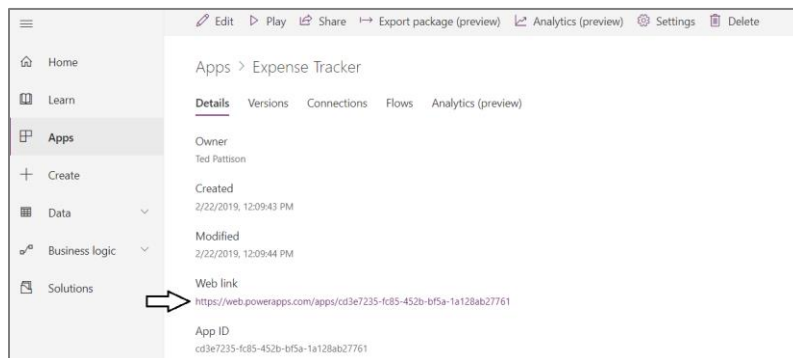 Edit Play Share Export package (preview) Analytics (preview) Settings Delete
Home
Learn
Apps
Create
Data
Business logic
Solutions
Apps > Expense Tracker
Details Versions Connections Flows Analytics (preview)
Owner
Ted Pattison
Created
2/22/2019, 12:09:43 PM
Modified
2/22/2019, 12:09:44 PM
Web link
https://web.powerapps.com/apps/cd3e7235-fc85-452b-bf5a-1a128ab27761
App ID
cd3e7235-fc85-452b-bf5a-1a128ab27761